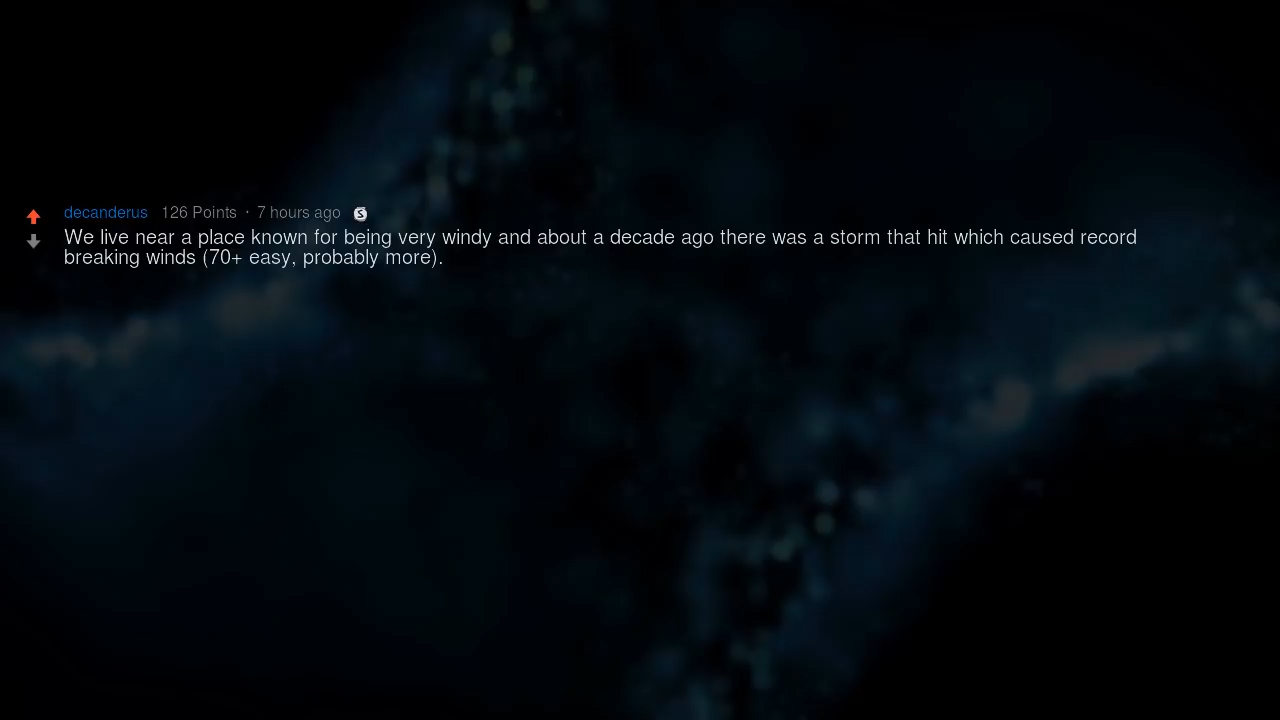 decanderus 126 Points · 7 hours ago
We live near a place known for being very windy and about a decade ago there was a storm that hit which caused record
breaking winds (70+ easy, probably more).